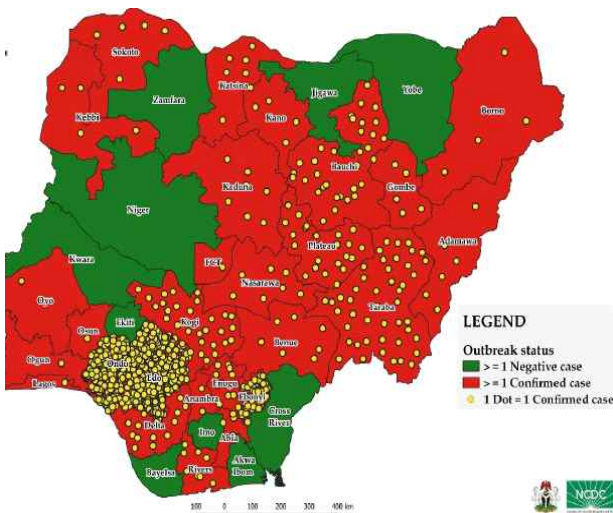 Sokoto
Zamfara
Katsina
Jigawa
Yobe
Borno
Kebbi
Kano
Bauchi
Gombe
Kaduna
Niger
Adamawa
Plateau
Kwara
FCT
Nasarawa
Taraba
Oyo
Ekiti
Kogi
Osun
Benue
Ogun
Ondo
Edo
Enugu
Ebonyi
Lagos
Anambra
Cross
River
Delta
Imo
Abia
Akwa
Ibom
Bayelsa
Rivers
LEGEND
Outbreak status
>= 1 Negative case
>= 1 Confirmed case
1 Dot = 1 Confirmed case
100 0 100 200 300 400 km
NCDC